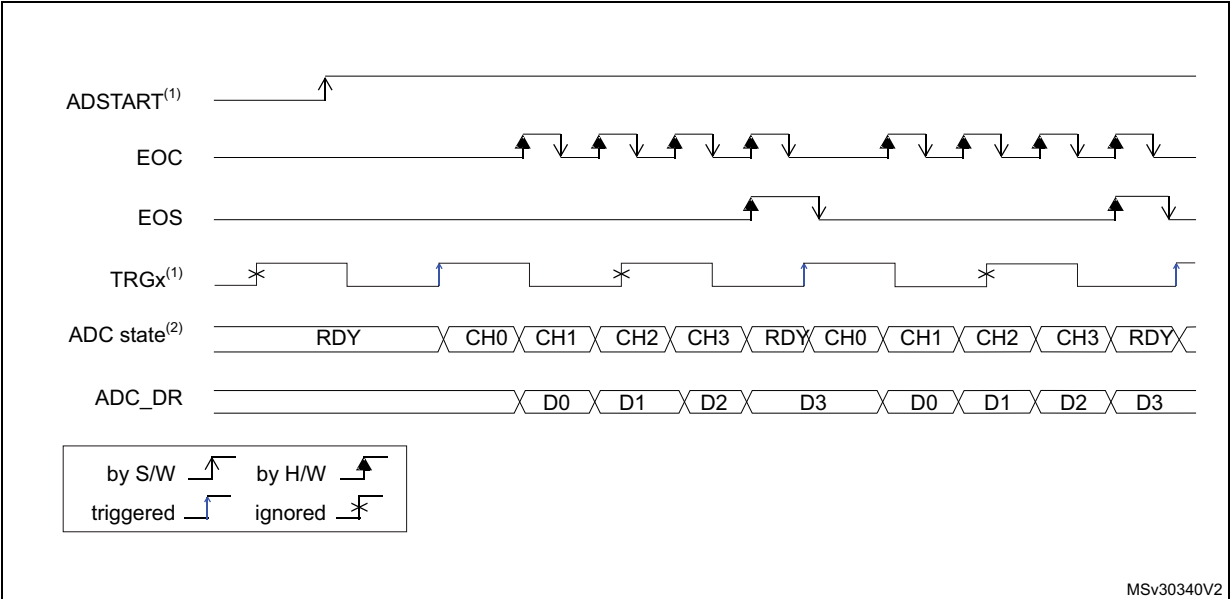 ADSTART(1)
EOC
EOS
TRGx(1)
ADC state(2) RDY CH0 CH1 CH2 CH3 RDY CH0 CH1 CH2 CH3 RDY
ADC_DR D0 D1 D2 D3 D0 D1 D2 D3
by S/W by H/W
triggered ignored
MSv30340V2